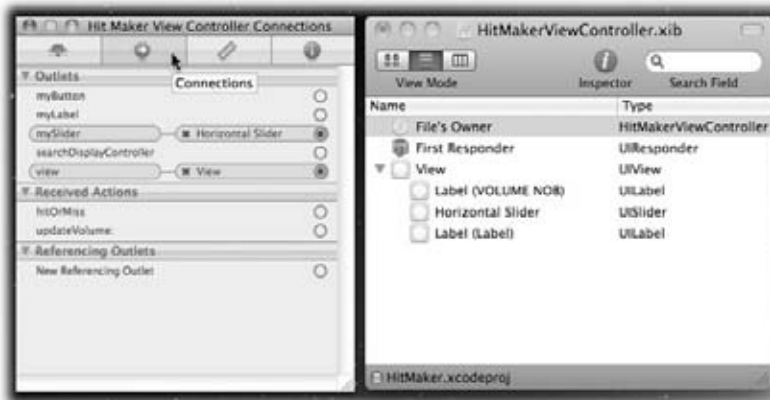 Hit Maker View Controller Connections
Outlets
Connections
myButton
myLabel
mySlider
Horizontal Slider
searchDisplayController
view
View
Received Actions
hitOrMiss
updateVolume:
Referencing Outlets
New Referencing Outlet
HitMakerViewController.xib
View Mode
Inspector
Search Field
Name
Type
File's Owner
HitMakerViewController
First Responder
UIResponder
View
UIView
Label (VOLUME NOB)
UILabel
Horizontal Slider
UISlider
Label (Label)
UILabel
HitMaker.xcodeproj